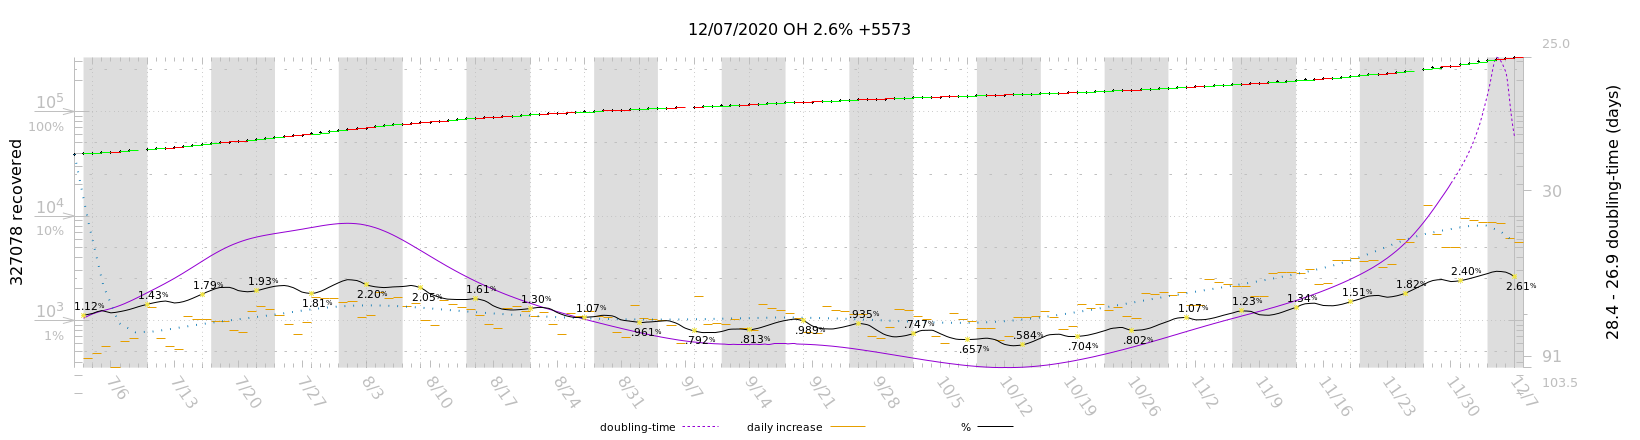 12/07/2020 OH 2.6% +5573
25.0
10⁵
100%
10⁴
10%
10³
1%
327078 recovered
28.4 - 26.9 doubling-time (days)
30
91
103.5
1.12% 1.43% 1.79% 1.93% 1.81% 2.20% 2.05% 1.61% 1.30% 1.07% .961% .792% .813% .989% .935% .747% .657% .584% .704% .802% 1.07% 1.23% 1.34% 1.51% 1.82% 2.40% 2.61%
7/6 7/13 7/20 7/27 8/3 8/10 8/17 8/24 8/31 9/7 9/14 9/21 9/28 10/5 10/12 10/19 10/26 11/2 11/9 11/16 11/23 11/30 12/7
doubling-time daily increase %